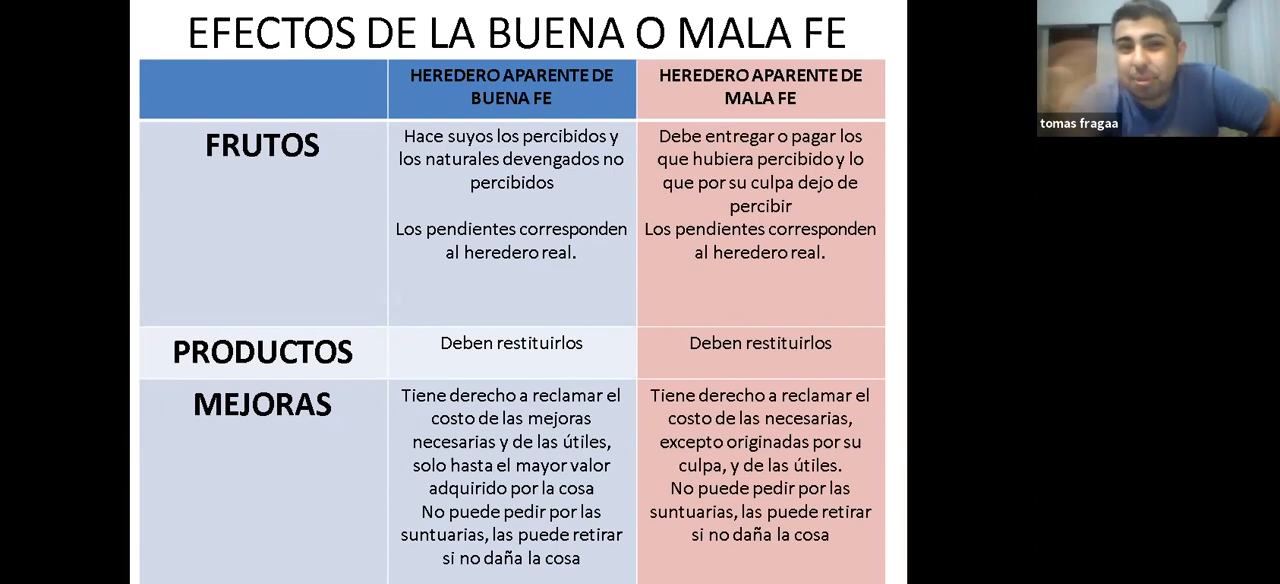 EFECTOS DE LA BUENA O MALA FE
tomas fragaa
HEREDERO APARENTE DE
BUENA FE
HEREDERO APARENTE DE
MALA FE
FRUTOS
Hace suyos los percibidos y
los naturales devengados no
percibidos
Los pendientes corresponden
al heredero real.
Debe entregar o pagar los
que hubiera percibido y lo
que por su culpa dejo de
percibir
Los pendientes corresponden
al heredero real.
PRODUCTOS
Deben restituirlos
Deben restituirlos
MEJORAS
Tiene derecho a reclamar el
costo de las mejoras
necesarias y de las útiles,
solo hasta el mayor valor
adquirido por la cosa
No puede pedir por las
suntuarias, las puede retirar
si no daña la cosa
Tiene derecho a reclamar el
costo de las necesarias,
excepto originadas por su
culpa, y de las útiles.
No puede pedir por las
suntuarias, las puede retirar
si no daña la cosa